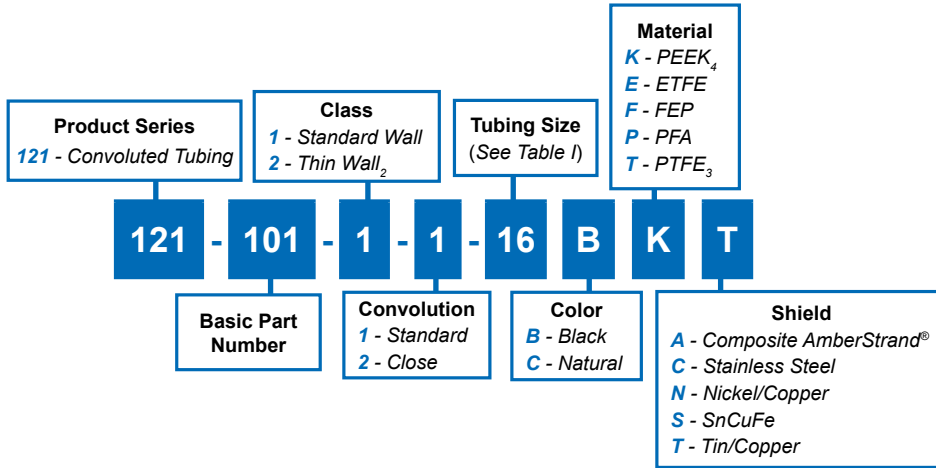 Material
K - PEEK4
E - ETFE
F - FEP
P - PFA
T - PTFE3
Class
1 - Standard Wall
2 - Thin Wall2
Product Series
121 - Convoluted Tubing
Tubing Size
(See Table I)
121 - 101 - 1 - 1 - 16 B K T
Basic Part
Number
Convolution
1 - Standard
2 - Close
Color
B - Black
C - Natural
Shield
A - Composite AmberStrand®
C - Stainless Steel
N - Nickel/Copper
S - SnCuFe
T - Tin/Copper